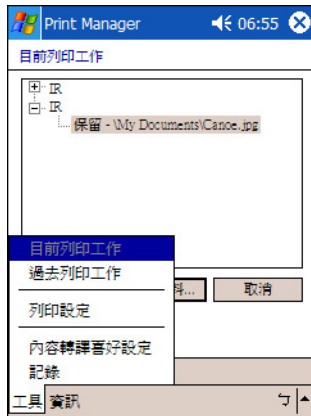 Print Manager 06:55
目前列印工作
IR
IR
保留 - \My Documents\Canoe.jpg
目前列印工作
過去列印工作
料... 取消
列印設定
內容轉譯喜好設定
記錄
工具 資訊 ㄅ